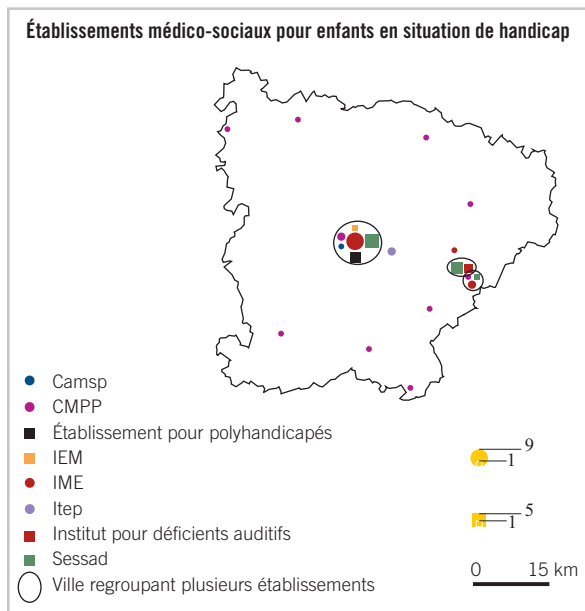 Établissements médico-sociaux pour enfants en situation de handicap
Camsp
CMPP
Établissement pour polyhandicapés
IEM
IME
Itep
Institut pour déficients auditifs
Sessad
Ville regroupant plusieurs établissements
9
1
5
1
0 15 km